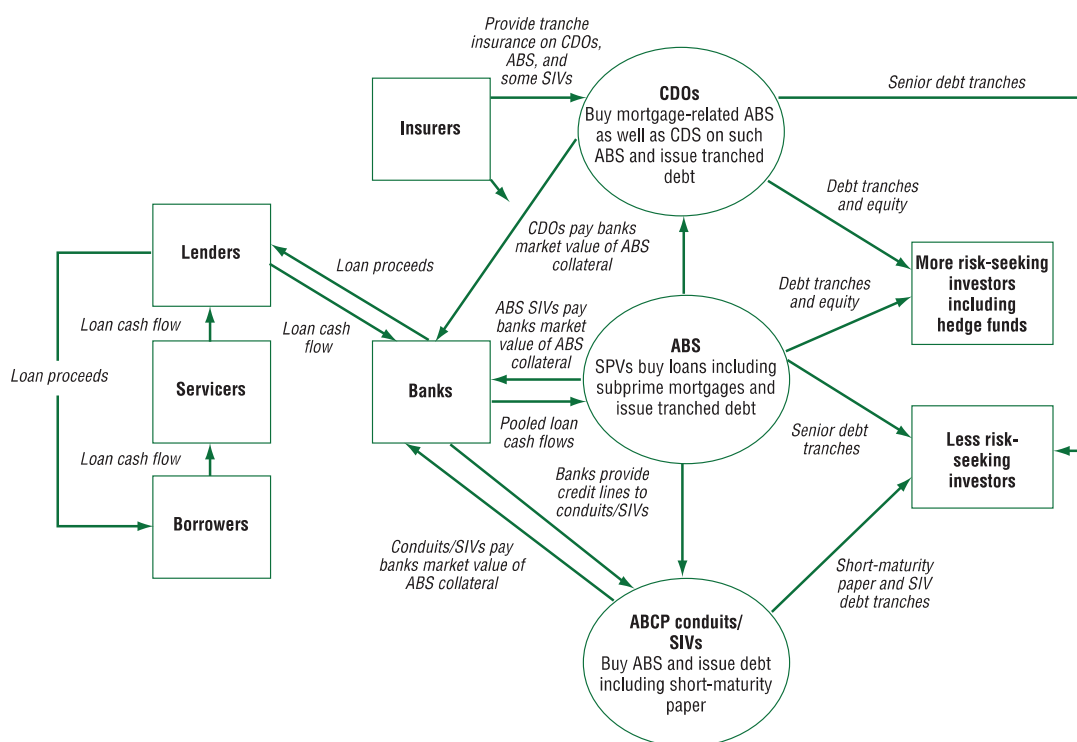 Provide tranche
insurance on CDOs,
ABS, and
some SIVs
Insurers
CDOs
Buy mortgage-related ABS
as well as CDS on such
ABS and issue tranched
debt
Senior debt tranches
Debt tranches
and equity
CDOs pay banks
market value of ABS
collateral
Lenders
Loan proceeds
More risk-seeking
investors
including
hedge funds
Debt tranches
and equity
ABS SIVs pay
banks market
value of ABS
collateral
Loan cash flow
Loan cash
flow
ABS
SPVs buy loans including
subprime mortgages and
issue tranched debt
Loan proceeds
Servicers
Banks
Pooled loan
cash flows
Senior debt
tranches
Less risk-
seeking
investors
Loan cash flow
Banks provide
credit lines to
conduits/SIVs
Borrowers
Conduits/SIVs pay
banks market value of
ABS collateral
Short-maturity
paper and SIV
debt tranches
ABCP conduits/
SIVs
Buy ABS and issue debt
including short-maturity
paper